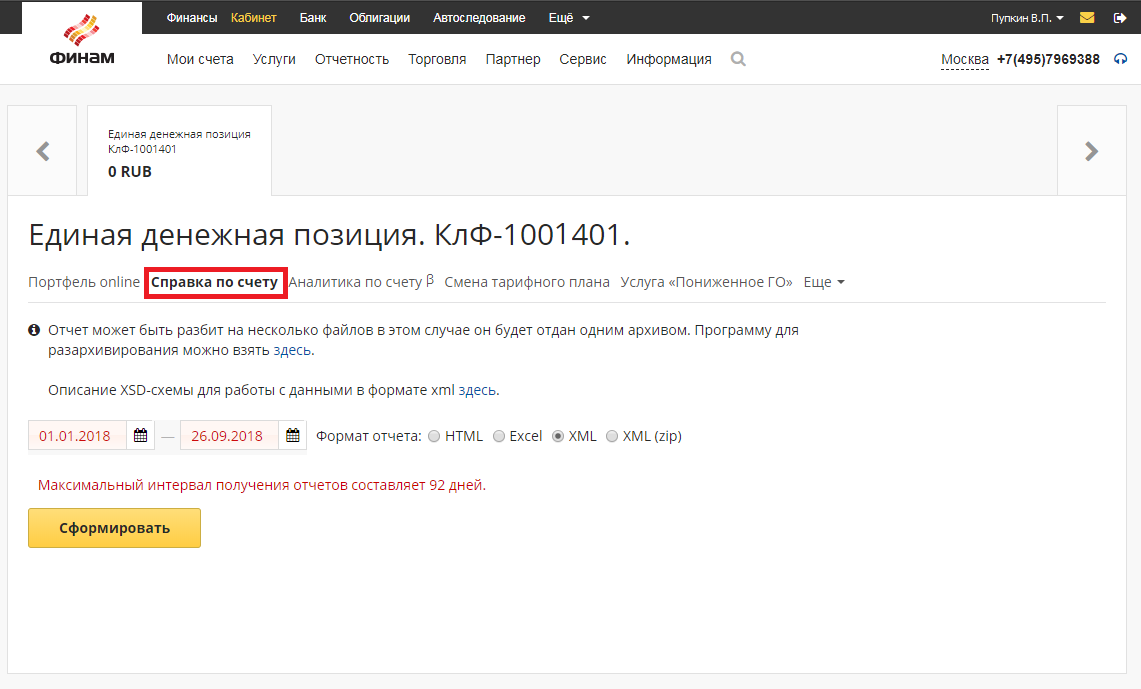 Финансы Кабинет Банк Облигации Автоследование Ещё Пупкин В.П.
ФИНАМ
Мои счета Услуги Отчетность Торговля Партнер Сервис Информация Москва +7(495)7969388
Единая денежная позиция
КлФ-1001401
0 RUB
Единая денежная позиция. КлФ-1001401.
Портфель online Справка по счету Аналитика по счету β Смена тарифного плана Услуга «Пониженное ГО» Еще
Отчет может быть разбит на несколько файлов в этом случае он будет отдан одним архивом. Программу для
разархивирования можно взять здесь.
Описание XSD-схемы для работы с данными в формате xml здесь.
01.01.2018 — 26.09.2018 Формат отчета: HTML Excel XML XML (zip)
Максимальный интервал получения отчетов составляет 92 дней.
Сформировать